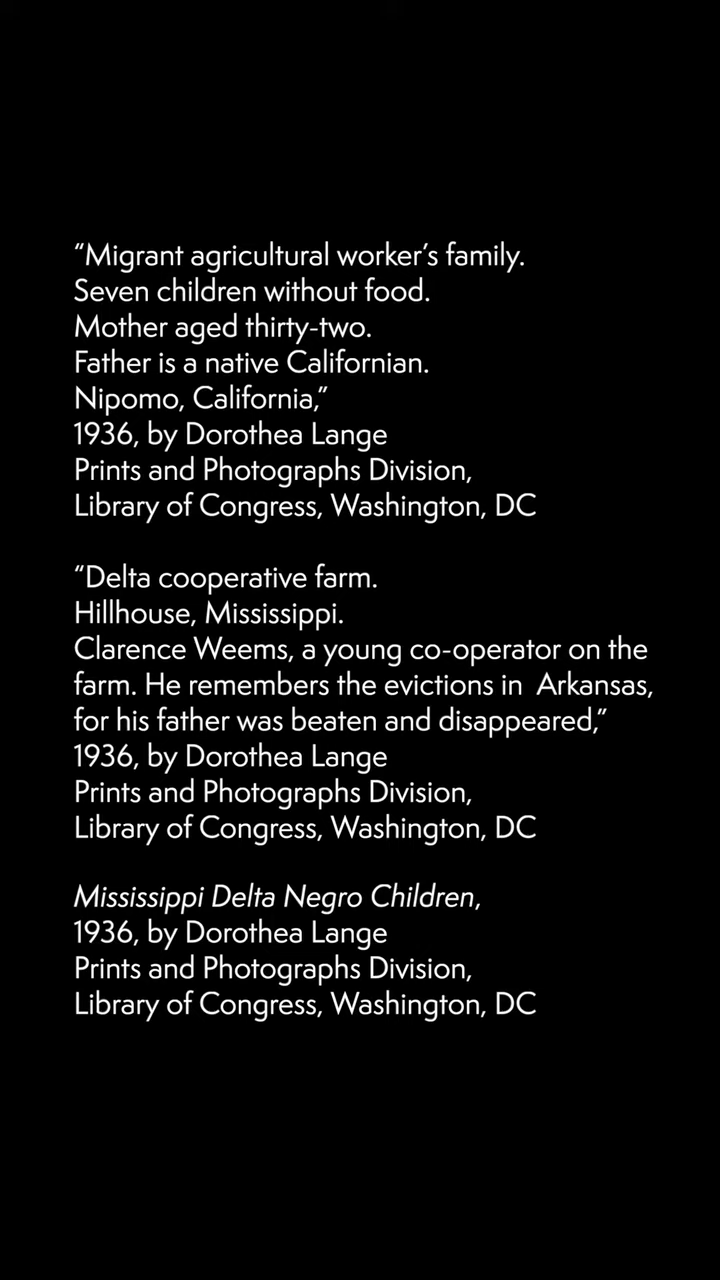 “Migrant agricultural worker’s family.
Seven children without food.
Mother aged thirty-two.
Father is a native Californian.
Nipomo, California,”
1936, by Dorothea Lange
Prints and Photographs Division,
Library of Congress, Washington, DC
“Delta cooperative farm.
Hillhouse, Mississippi.
Clarence Weems, a young co-operator on the
farm. He remembers the evictions in  Arkansas,
for his father was beaten and disappeared,”
1936, by Dorothea Lange
Prints and Photographs Division,
Library of Congress, Washington, DC
Mississippi Delta Negro Children,
1936, by Dorothea Lange
Prints and Photographs Division,
Library of Congress, Washington, DC